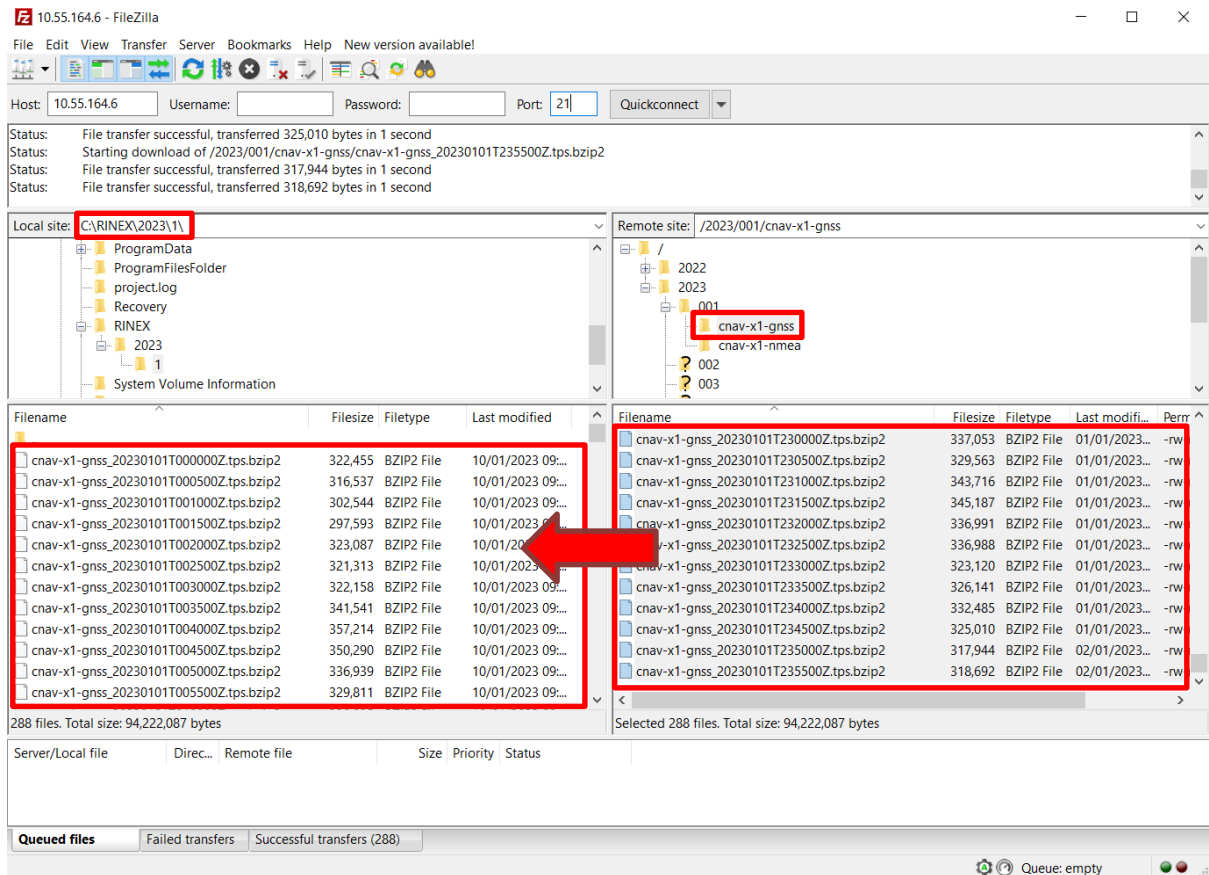 10.55.164.6 - FileZilla
File Edit View Transfer Server Bookmarks Help New version available!
Host: 10.55.164.6 Username: Password: Port: 21 Quickconnect
Status: File transfer successful, transferred 325,010 bytes in 1 second
Status: Starting download of /2023/001/cnav-x1-gnss/cnav-x1-gnss_20230101T235500Z.tps.bzip2
Status: File transfer successful, transferred 317,944 bytes in 1 second
Status: File transfer successful, transferred 318,692 bytes in 1 second
Local site: C:\RINEX\2023\1\
ProgramData
ProgramFilesFolder
project.log
Recovery
RINEX
2023
1
System Volume Information
Filename Filesize Filetype Last modified
..
cnav-x1-gnss_20230101T000000Z.tps.bzip2 322,455 BZIP2 File 10/01/2023 09:...
cnav-x1-gnss_20230101T000500Z.tps.bzip2 316,537 BZIP2 File 10/01/2023 09:...
cnav-x1-gnss_20230101T001000Z.tps.bzip2 302,544 BZIP2 File 10/01/2023 09:...
cnav-x1-gnss_20230101T001500Z.tps.bzip2 297,593 BZIP2 File 10/01/2023
cnav-x1-gnss_20230101T002000Z.tps.bzip2 323,087 BZIP2 File
cnav-x1-gnss_20230101T002500Z.tps.bzip2 321,313 BZIP2 File 10/01/2023
cnav-x1-gnss_20230101T003000Z.tps.bzip2 322,158 BZIP2 File 10/01/2023 09:...
cnav-x1-gnss_20230101T003500Z.tps.bzip2 341,541 BZIP2 File 10/01/2023 09:...
cnav-x1-gnss_20230101T004000Z.tps.bzip2 357,214 BZIP2 File 10/01/2023 09:...
cnav-x1-gnss_20230101T004500Z.tps.bzip2 350,290 BZIP2 File 10/01/2023 09:...
cnav-x1-gnss_20230101T005000Z.tps.bzip2 336,939 BZIP2 File 10/01/2023 09:...
cnav-x1-gnss_20230101T005500Z.tps.bzip2 329,811 BZIP2 File 10/01/2023 09:...
288 files. Total size: 94,222,087 bytes
Remote site: /2023/001/cnav-x1-gnss
/
2022
2023
001
cnav-x1-gnss
cnav-x1-nmea
002
003
Filename Filesize Filetype Last modifi... Perm
cnav-x1-gnss_20230101T230000Z.tps.bzip2 337,053 BZIP2 File 01/01/2023... -rw
cnav-x1-gnss_20230101T230500Z.tps.bzip2 329,563 BZIP2 File 01/01/2023... -rw
cnav-x1-gnss_20230101T231000Z.tps.bzip2 343,716 BZIP2 File 01/01/2023... -rw
cnav-x1-gnss_20230101T231500Z.tps.bzip2 345,187 BZIP2 File 01/01/2023... -rw
cnav-x1-gnss_20230101T232000Z.tps.bzip2 336,991 BZIP2 File 01/01/2023... -rw
-x1-gnss_20230101T232500Z.tps.bzip2 336,988 BZIP2 File 01/01/2023... -rw
cnav-x1-gnss_20230101T233000Z.tps.bzip2 323,120 BZIP2 File 01/01/2023... -rw
cnav-x1-gnss_20230101T233500Z.tps.bzip2 326,141 BZIP2 File 01/01/2023... -rw
cnav-x1-gnss_20230101T234000Z.tps.bzip2 332,485 BZIP2 File 01/01/2023... -rw
cnav-x1-gnss_20230101T234500Z.tps.bzip2 325,010 BZIP2 File 01/01/2023... -rw
cnav-x1-gnss_20230101T235000Z.tps.bzip2 317,944 BZIP2 File 02/01/2023... -rw
cnav-x1-gnss_20230101T235500Z.tps.bzip2 318,692 BZIP2 File 02/01/2023... -rw
Selected 288 files. Total size: 94,222,087 bytes
Server/Local file Direc... Remote file Size Priority Status
Queued files Failed transfers Successful transfers (288)
Queue: empty